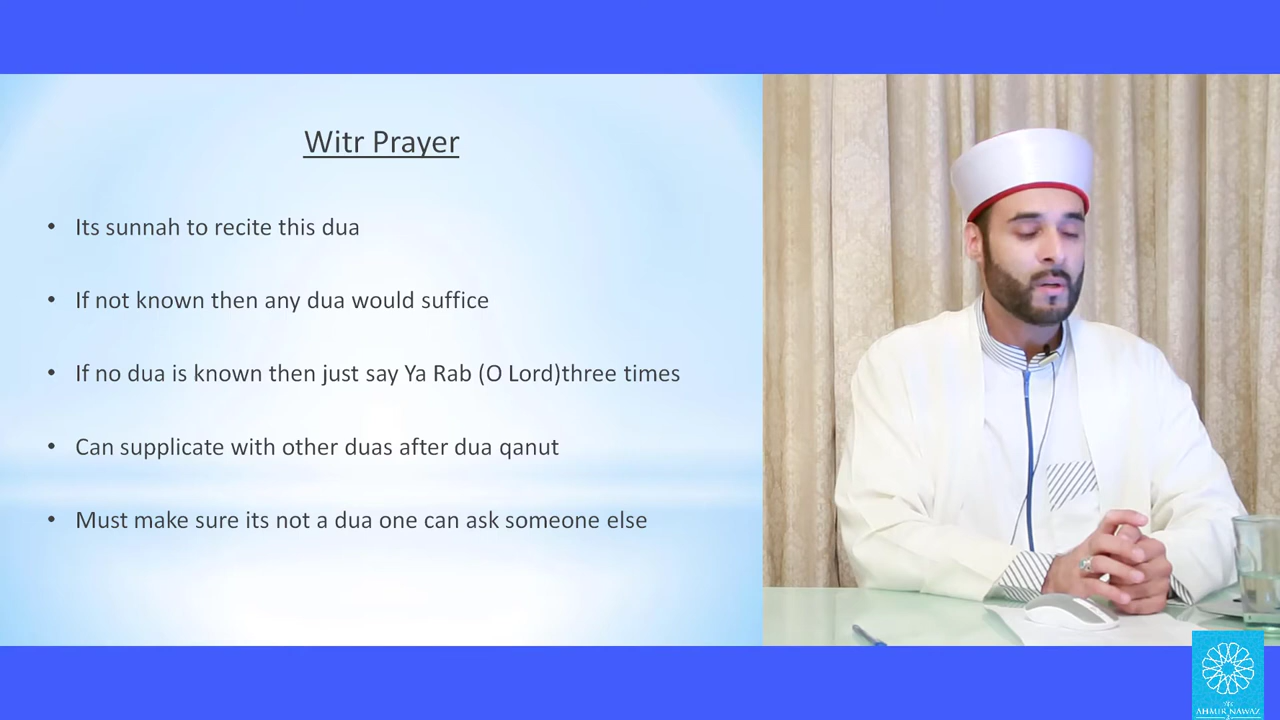 Witr Prayer
• Its sunnah to recite this dua
• If not known then any dua would suffice
• If no dua is known then just say Ya Rab (O Lord)three times
• Can supplicate with other duas after dua qanut
• Must make sure its not a dua one can ask someone else
AHMIR NAWAZ